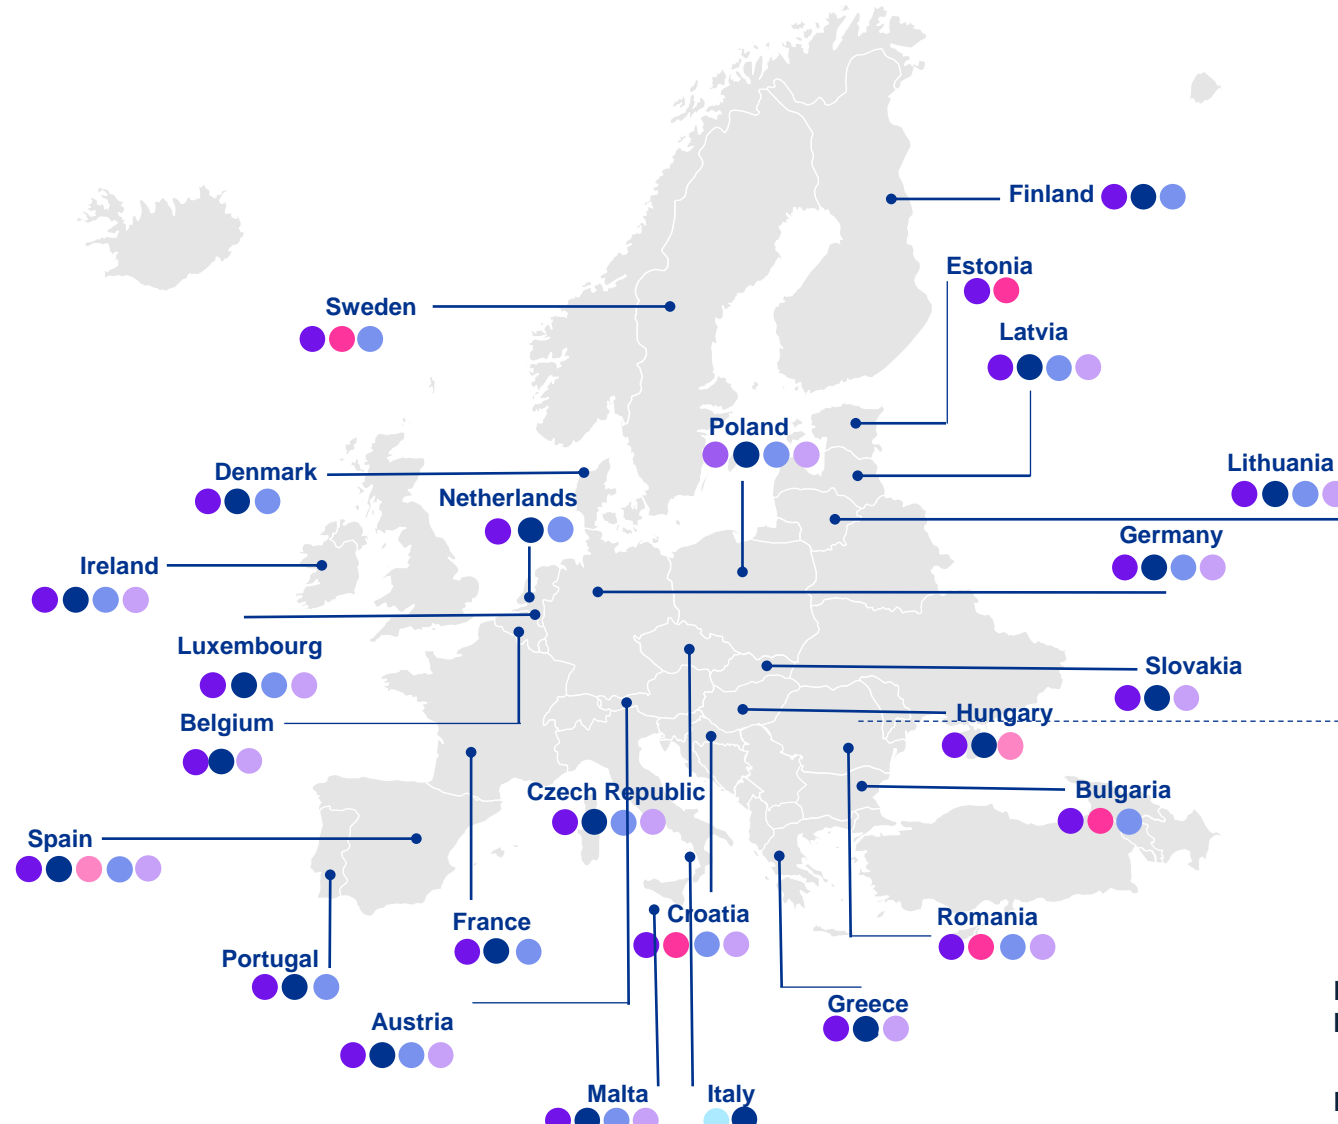 Finland
Estonia
Sweden
Latvia
Poland
Lithuania
Denmark
Netherlands
Germany
Ireland
Luxembourg
Slovakia
Belgium
Hungary
Czech Republic
Bulgaria
Spain
Croatia
Romania
France
Portugal
Greece
Austria
Malta
Italy